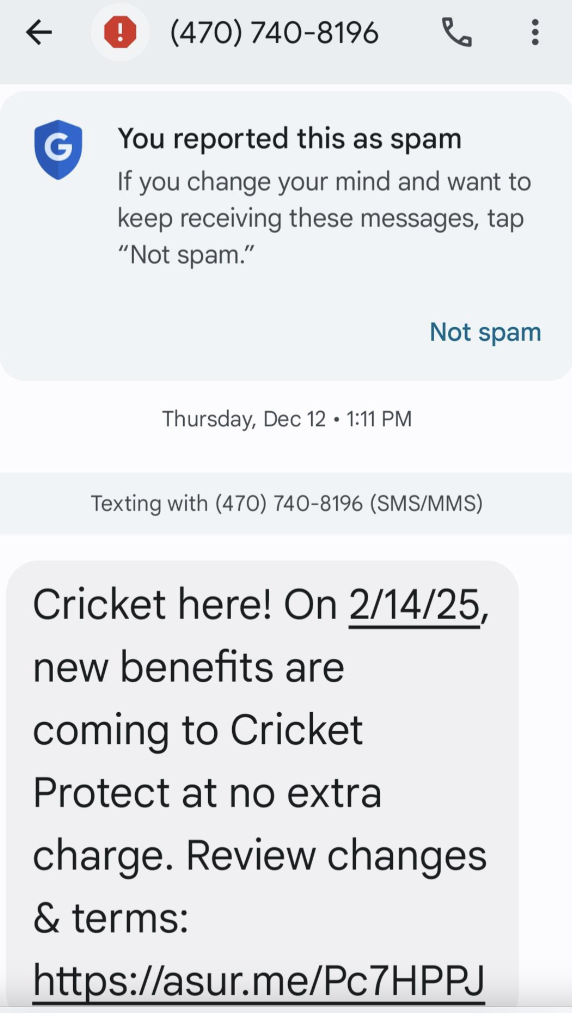 (470) 740-8196
You reported this as spam
If you change your mind and want to
keep receiving these messages, tap
“Not spam.”
Not spam
Thursday, Dec 12 • 1:11 PM
Texting with (470) 740-8196 (SMS/MMS)
Cricket here! On 2/14/25,
new benefits are
coming to Cricket
Protect at no extra
charge. Review changes
& terms:
https://asur.me/Pc7HPPJ